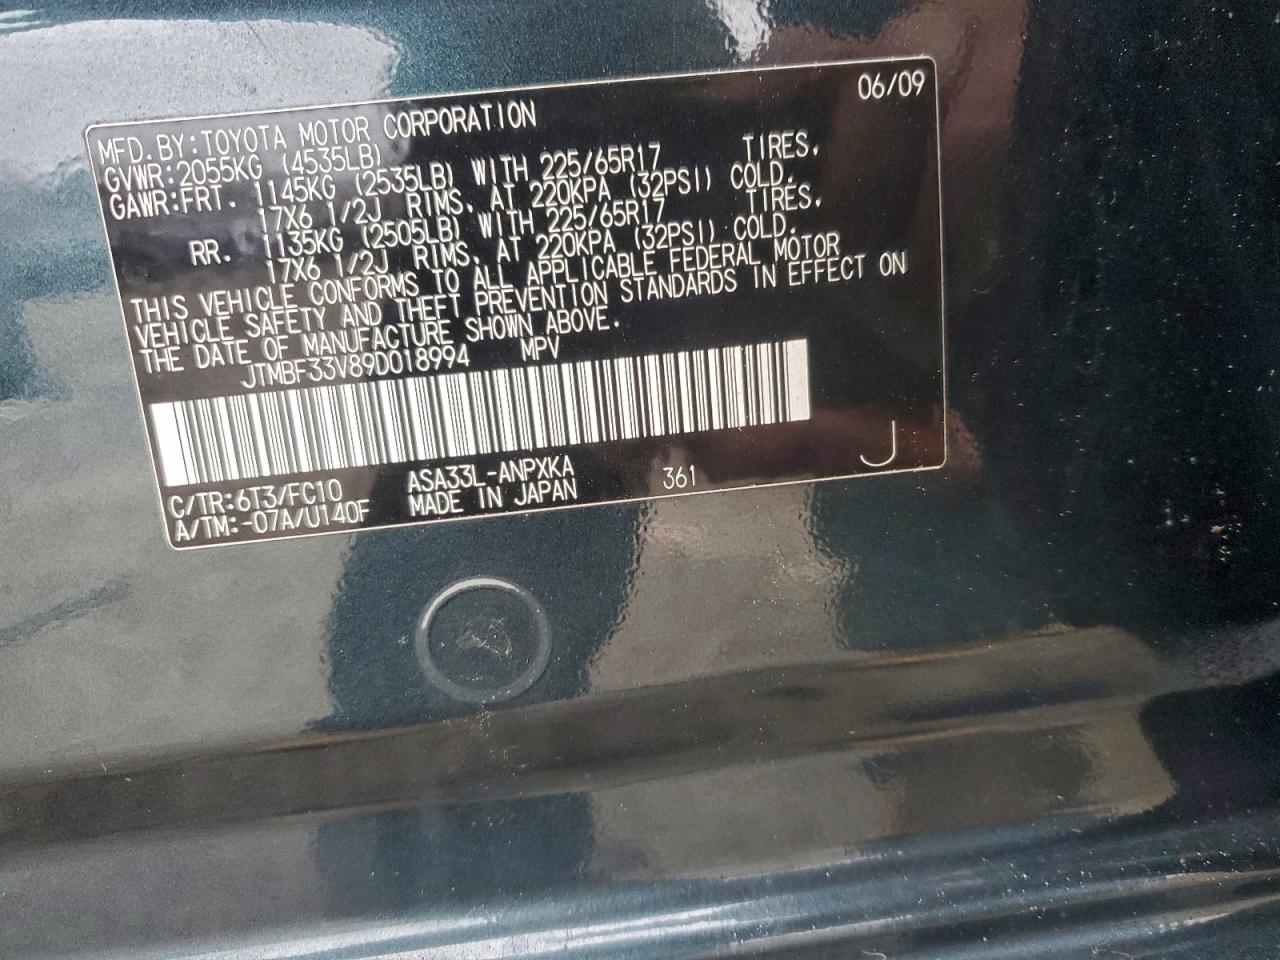 06/09
MFD.BY:TOYOTA MOTOR CORPORATION
GVWR:2055KG (4535LB)
GAWR:FRT. 1145KG (2535LB) WITH 225/65R17 TIRES,
17X6 1/2J RIMS, AT 220KPA (32PSI) COLD.
RR. 1135KG (2505LB) WITH 225/65R17 TIRES,
17X6 1/2J RIMS, AT 220KPA (32PSI) COLD.
THIS VEHICLE CONFORMS TO ALL APPLICABLE FEDERAL MOTOR
VEHICLE SAFETY AND THEFT PREVENTION STANDARDS IN EFFECT ON
THE DATE OF MANUFACTURE SHOWN ABOVE.
JTMBF33V89D018994 MPV
C/TR:6T3/FC10 ASA33L-ANPXKA 361 J
A/TM:-07A/U140F MADE IN JAPAN